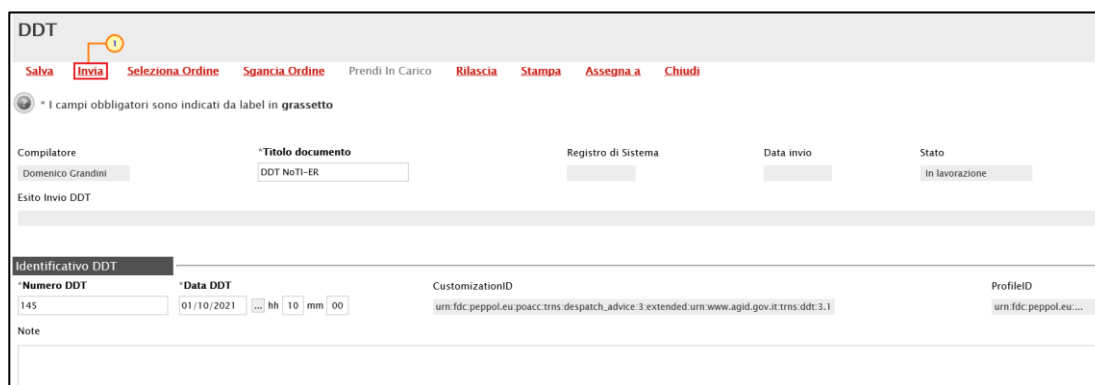 DDT
1
Salva Invia Seleziona Ordine Sgancia Ordine Prendi In Carico Rilascia Stampa Assegna a Chiudi
* I campi obbligatori sono indicati da label in grassetto
Compilatore *Titolo documento Registro di Sistema Data invio Stato
Domenico Grandini DDT NoTI-ER In lavorazione
Esito Invio DDT
Identificativo DDT
*Numero DDT *Data DDT CustomizationID ProfileID
145 01/10/2021 ... hh 10 mm 00 urn:fdc:peppol.eu:poacc:trns:despatch_advice:3:extended:urn:www.agid.gov.it:trns:ddt:3.1 urn:fdc:peppol.eu:...
Note